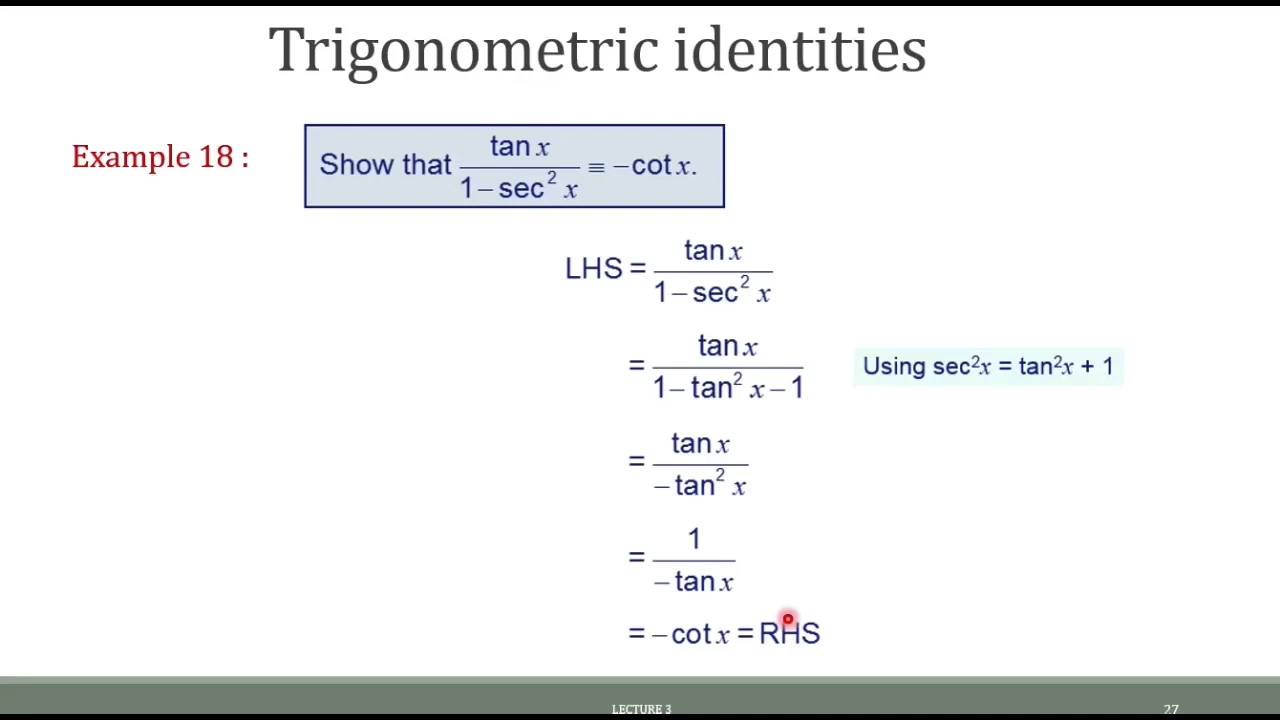 Trigonometric identities
Example 18 :
Show that tan x / (1 – sec² x) ≡ –cot x.
LHS = tan x / (1 – sec² x)
= tan x / (1 – tan² x – 1)
Using sec²x = tan²x + 1
= tan x / (– tan² x)
= 1 / (– tan x)
= – cot x = RHS
LECTURE 3
27